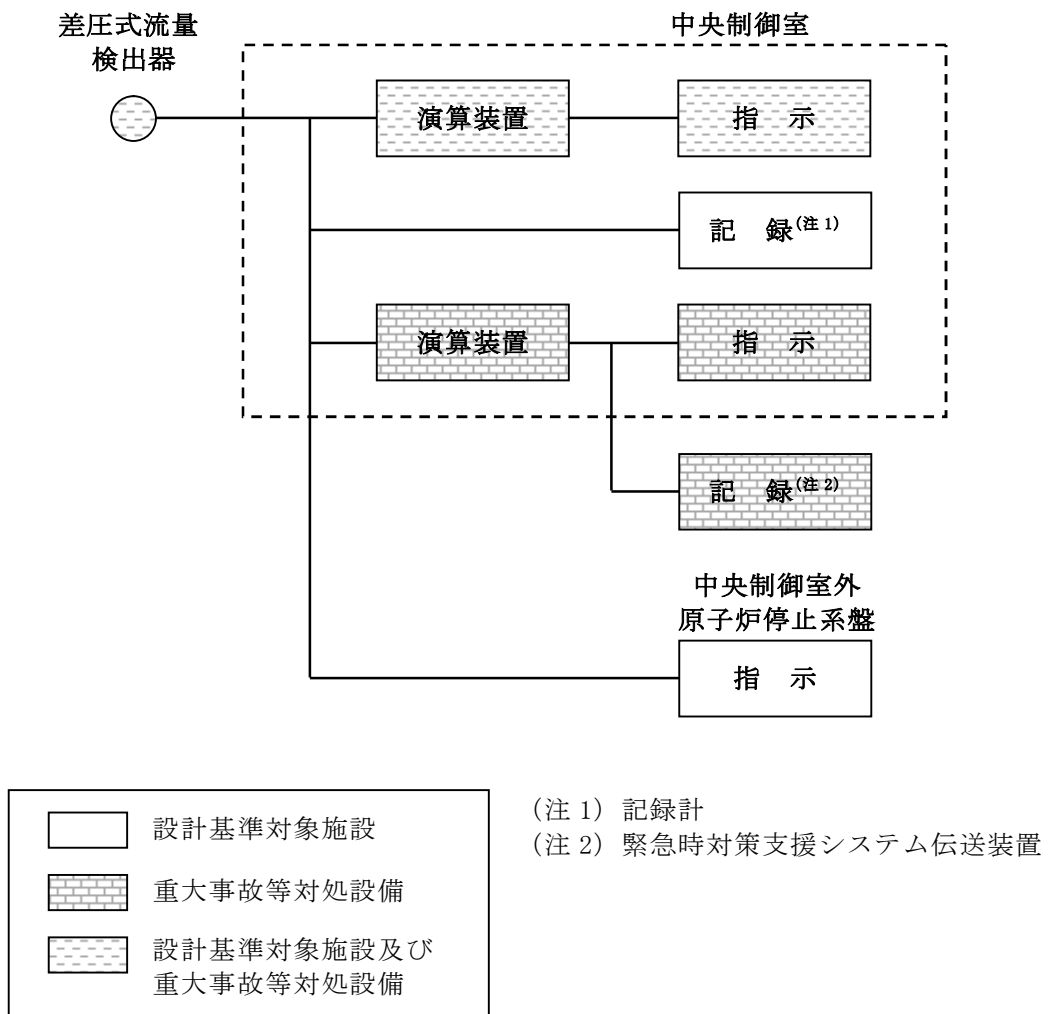 差圧式流量
検出器
中央制御室
演算装置
指 示
記 録(注 1)
演算装置
指 示
記 録(注 2)
中央制御室外
原子炉停止系盤
指 示
設計基準対象施設
重大事故等対処設備
設計基準対象施設及び
重大事故等対処設備
(注 1) 記録計
(注 2) 緊急時対策支援システム伝送装置